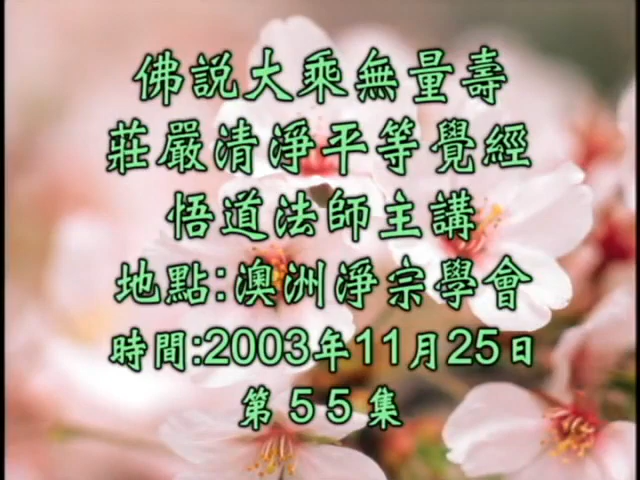 佛說大乘無量壽
莊嚴清淨平等覺經
悟道法師主講
地點:澳洲淨宗學會
時間:2003年11月25日
第55集